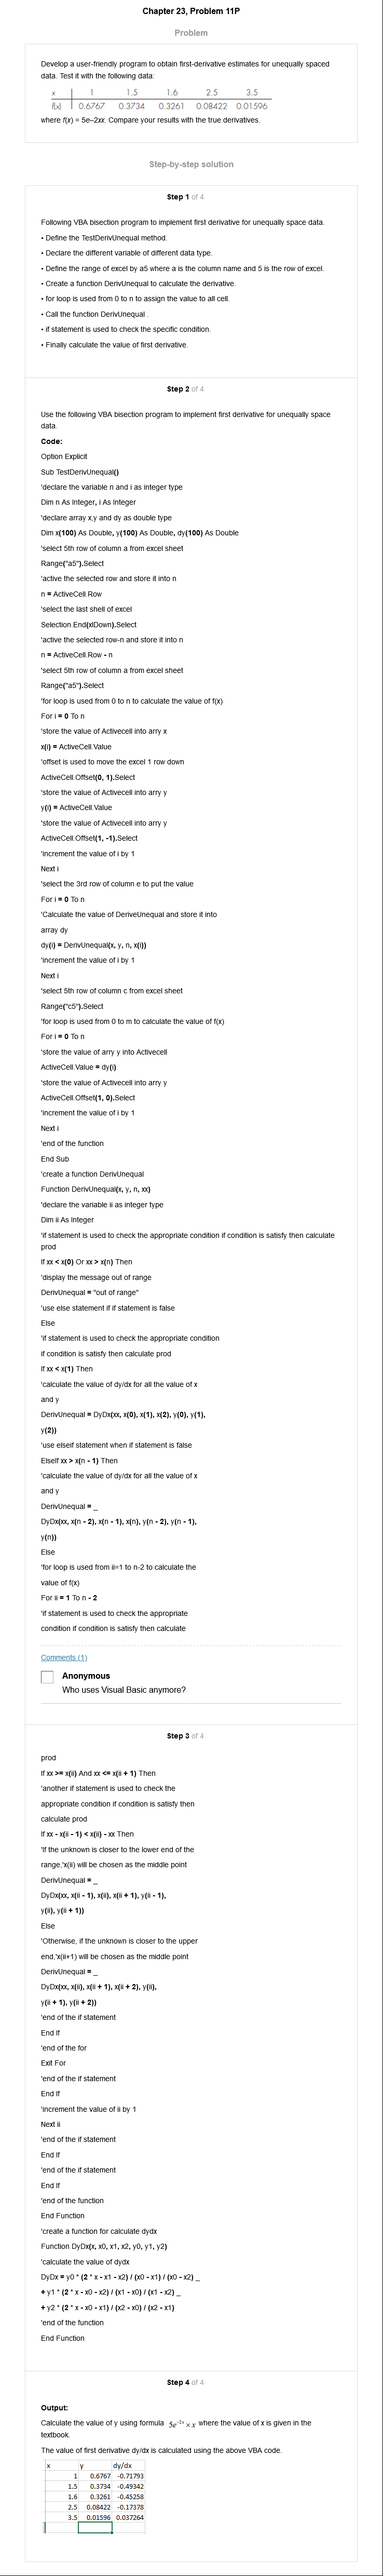 Chapter 23, Problem 11P
Problem
Develop a user-friendly program to obtain first-derivative estimates for unequally spaced
data. Test it with the following data:
x 1 1.5 1.6 2.5 3.5
f(x) 0.6767 0.3734 0.3261 0.08422 0.01596
where f(x) = 5e–2xx. Compare your results with the true derivatives.
Step-by-step solution
Step 1 of 4
Following VBA bisection program to implement first derivative for unequally space data.
• Define the TestDerivUnequal method.
• Declare the different variable of different data type.
• Define the range of excel by a5 where a is the column name and 5 is the row of excel.
• Create a function DerivUnequal to calculate the derivative.
• for loop is used from 0 to n to assign the value to all cell.
• Call the function DerivUnequal .
• if statement is used to check the specific condition.
• Finally calculate the value of first derivative.
Step 2 of 4
Use the following VBA bisection program to implement first derivative for unequally space
data.
Code:
Option Explicit
Sub TestDerivUnequal()
'declare the variable n and i as integer type
Dim n As Integer, i As Integer
'declare array x,y and dy as double type
Dim x(100) As Double, y(100) As Double, dy(100) As Double
'select 5th row of column a from excel sheet
Range("a5").Select
'active the selected row and store it into n
n = ActiveCell.Row
'select the last shell of excel
Selection.End(xlDown).Select
'active the selected row-n and store it into n
n = ActiveCell.Row - n
'select 5th row of column a from excel sheet
Range("a5").Select
'for loop is used from 0 to n to calculate the value of f(x)
For i = 0 To n
'store the value of Activecell into arry x
x(i) = ActiveCell.Value
'offset is used to move the excel 1 row down
ActiveCell.Offset(0, 1).Select
'store the value of Activecell into arry y
y(i) = ActiveCell.Value
'store the value of Activecell into arry y
ActiveCell.Offset(1, -1).Select
'increment the value of i by 1
Next i
'select the 3rd row of column e to put the value
For i = 0 To n
'Calculate the value of DeriveUnequal and store it into
array dy
dy(i) = DerivUnequal(x, y, n, x(i))
'increment the value of i by 1
Next i
'select 5th row of column c from excel sheet
Range("c5").Select
'for loop is used from 0 to m to calculate the value of f(x)
For i = 0 To n
'store the value of arry y into Activecell
ActiveCell.Value = dy(i)
'store the value of Activecell into arry y
ActiveCell.Offset(1, 0).Select
'increment the value of i by 1
Next i
'end of the function
End Sub
'create a function DerivUnequal
Function DerivUnequal(x, y, n, xx)
'declare the variable ii as integer type
Dim ii As Integer
'if statement is used to check the appropriate condition if condition is satisfy then calculate
prod
If xx < x(0) Or xx > x(n) Then
'display the message out of range
DerivUnequal = "out of range"
'use else statement if if statement is false
Else
'if statement is used to check the appropriate condition
if condition is satisfy then calculate prod
If xx < x(1) Then
'calculate the value of dy/dx for all the value of x
and y
DerivUnequal = DyDx(xx, x(0), x(1), x(2), y(0), y(1),
y(2))
'use elseif statement when if statement is false
ElseIf xx > x(n - 1) Then
'calculate the value of dy/dx for all the value of x
and y
DerivUnequal = _
DyDx(xx, x(n - 2), x(n - 1), x(n), y(n - 2), y(n - 1),
y(n))
Else
'for loop is used from ii=1 to n-2 to calculate the
value of f(x)
For ii = 1 To n - 2
'if statement is used to check the appropriate
condition if condition is satisfy then calculate
Comments (1)
Anonymous
Who uses Visual Basic anymore?
Step 3 of 4
prod
If xx >= x(ii) And xx <= x(ii + 1) Then
'another if statement is used to check the
appropriate condition if condition is satisfy then
calculate prod
If xx - x(ii - 1) < x(ii) - xx Then
'If the unknown is closer to the lower end of the
range,'x(ii) will be chosen as the middle point
DerivUnequal = _
DyDx(xx, x(ii - 1), x(ii), x(ii + 1), y(ii - 1),
y(ii), y(ii + 1))
Else
'Otherwise, if the unknown is closer to the upper
end,'x(ii+1) will be chosen as the middle point
DerivUnequal = _
DyDx(xx, x(ii), x(ii + 1), x(ii + 2), y(ii),
y(ii + 1), y(ii + 2))
'end of the if statement
End If
'end of the for
Exit For
'end of the if statement
End If
'increment the value of ii by 1
Next ii
'end of the if statement
End If
'end of the if statement
End If
'end of the function
End Function
'create a function for calculate dydx
Function DyDx(x, x0, x1, x2, y0, y1, y2)
'calculate the value of dydx
DyDx = y0 * (2 * x - x1 - x2) / (x0 - x1) / (x0 - x2) _
+ y1 * (2 * x - x0 - x2) / (x1 - x0) / (x1 - x2) _
+ y2 * (2 * x - x0 - x1) / (x2 - x0) / (x2 - x1)
'end of the function
End Function
Step 4 of 4
Output:
Calculate the value of y using formula 5e^{-2x} × x where the value of x is given in the
textbook.
The value of first derivative dy/dx is calculated using the above VBA code.
x y dy/dx
1 0.6767 -0.71793
1.5 0.3734 -0.49342
1.6 0.3261 -0.45258
2.5 0.08422 -0.17378
3.5 0.01596 0.037264